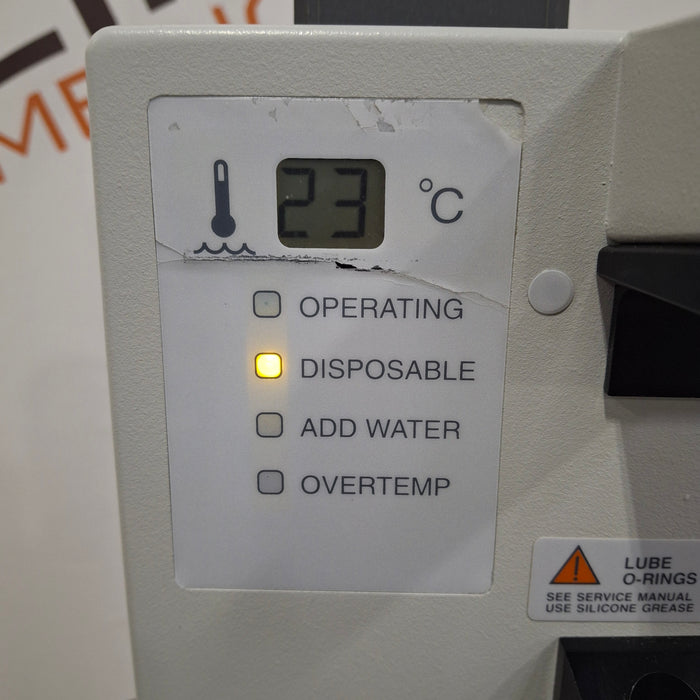 23 °C
OPERATING
DISPOSABLE
ADD WATER
OVERTEMP
LUBE
O-RINGS
SEE SERVICE MANUAL
USE SILICONE GREASE